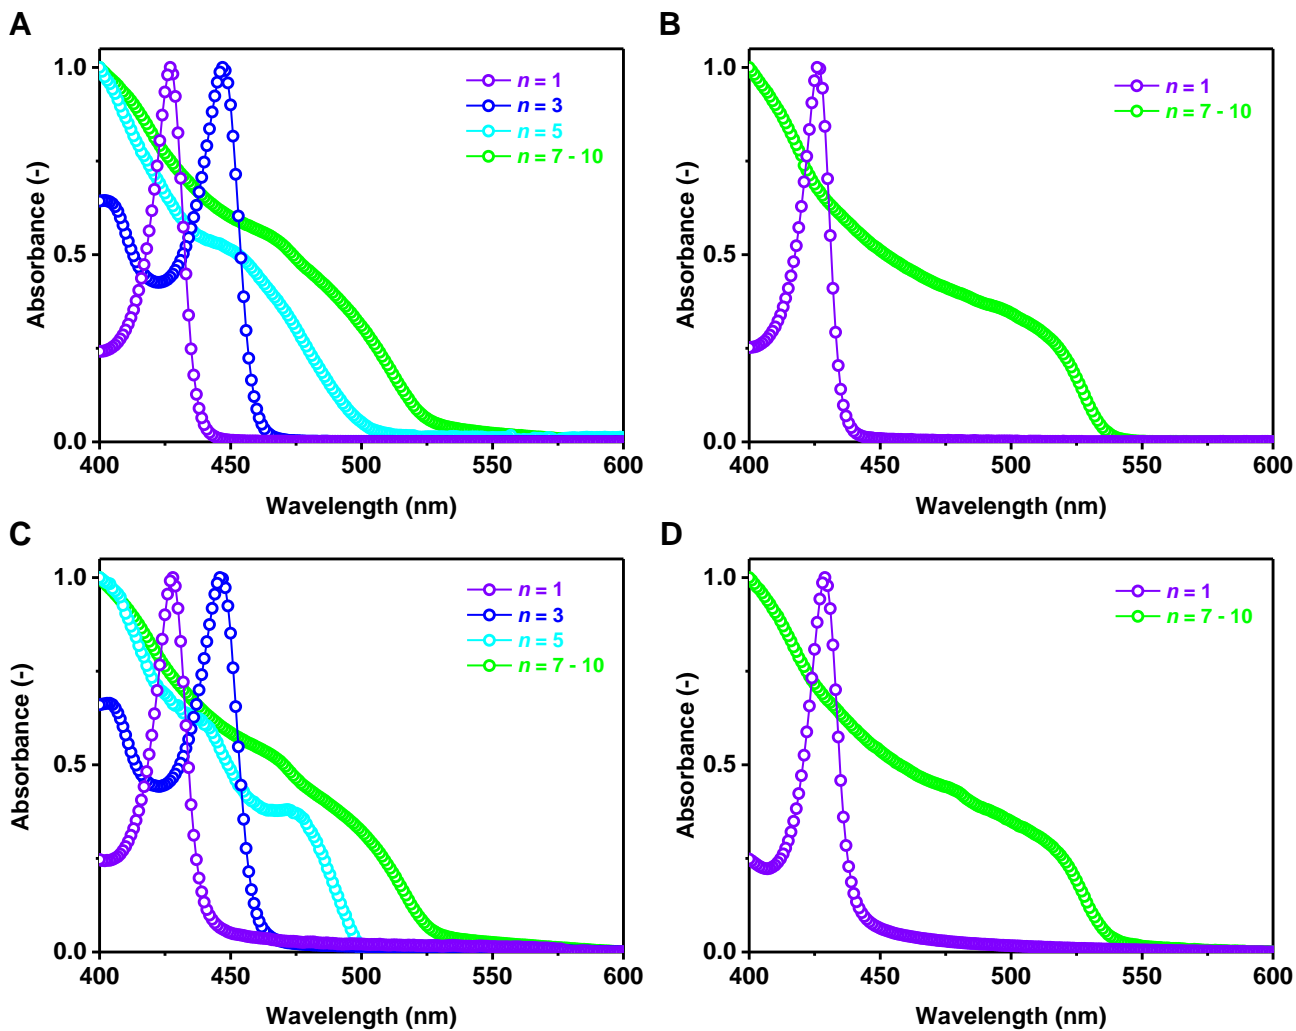 A
Absorbance (-)
1.0
0.5
0.0
n = 1
n = 3
n = 5
n = 7 - 10
400 450 500 550 600
Wavelength (nm)
B
Absorbance (-)
1.0
0.5
0.0
n = 1
n = 7 - 10
400 450 500 550 600
Wavelength (nm)
C
Absorbance (-)
1.0
0.5
0.0
n = 1
n = 3
n = 5
n = 7 - 10
400 450 500 550 600
Wavelength (nm)
D
Absorbance (-)
1.0
0.5
0.0
n = 1
n = 7 - 10
400 450 500 550 600
Wavelength (nm)